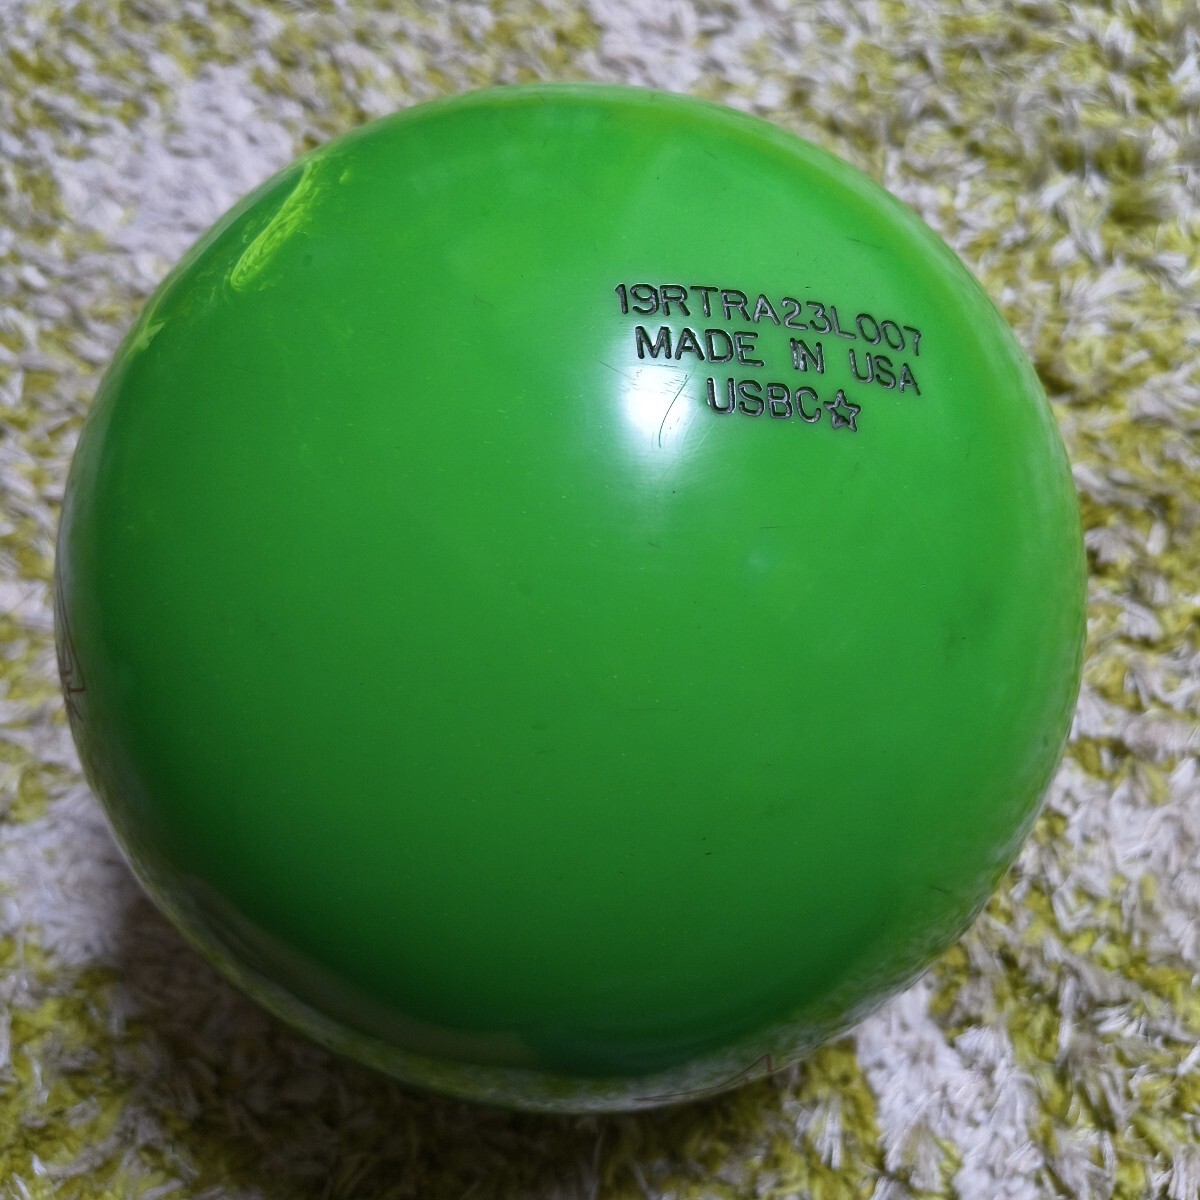 19RTRA23L007
MADE IN USA
USBC☆